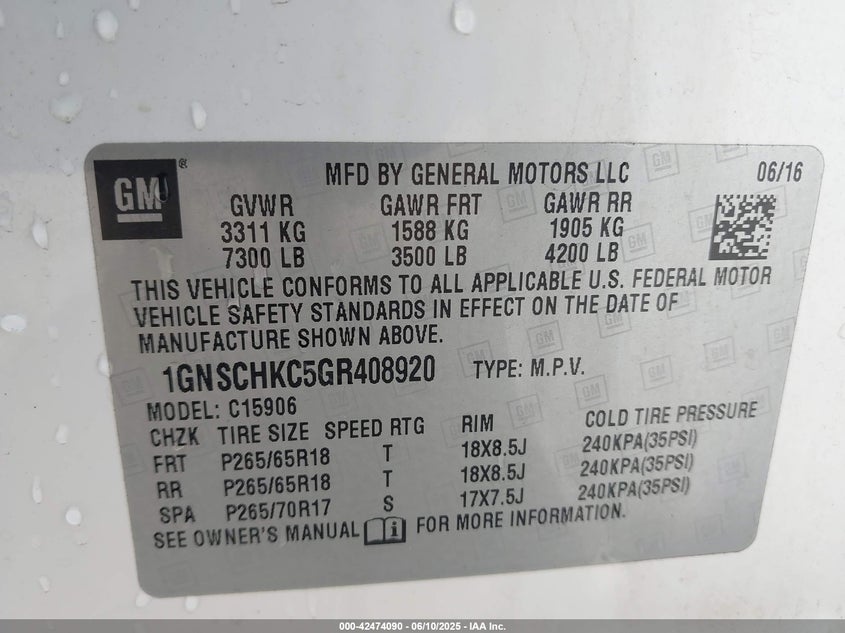 GM®
MFD BY GENERAL MOTORS LLC 06/16
GVWR GAWR FRT GAWR RR
3311 KG 1588 KG 1905 KG
7300 LB 3500 LB 4200 LB
THIS VEHICLE CONFORMS TO ALL APPLICABLE U.S. FEDERAL MOTOR
VEHICLE SAFETY STANDARDS IN EFFECT ON THE DATE OF
MANUFACTURE SHOWN ABOVE.
1GNSCHKC5GR408920 TYPE: M.P.V.
MODEL: C15906
CHZK TIRE SIZE SPEED RTG RIM COLD TIRE PRESSURE
FRT P265/65R18 T 18X8.5J 240KPA(35PSI)
RR P265/65R18 T 18X8.5J 240KPA(35PSI)
SPA P265/70R17 S 17X7.5J 240KPA(35PSI)
SEE OWNER'S MANUAL FOR MORE INFORMATION.
000-42474090 - 06/10/2025 - IAA Inc.